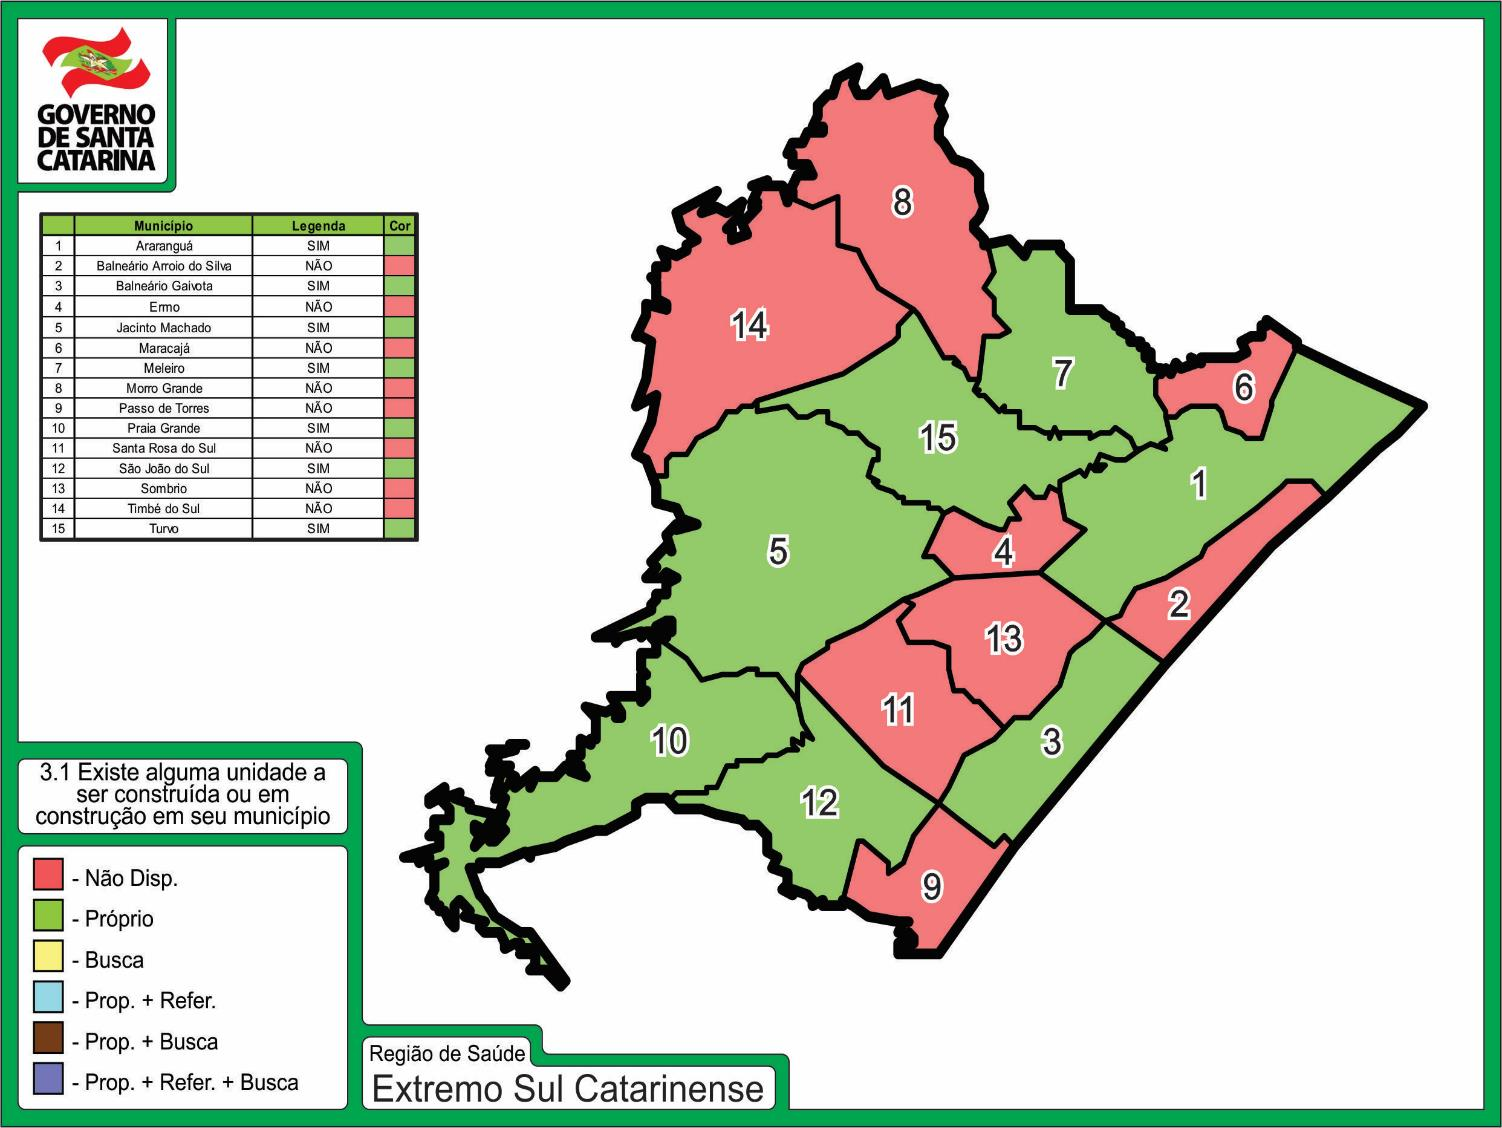 GOVERNO
DE SANTA
CATARINA
Município Legenda Cor
1 Araranguá SIM
2 Balneário Arroio do Silva NÃO
3 Balneário Gaivota SIM
4 Ermo NÃO
5 Jacinto Machado SIM
6 Maracajá NÃO
7 Meleiro SIM
8 Morro Grande NÃO
9 Passo de Torres NÃO
10 Praia Grande SIM
11 Santa Rosa do Sul NÃO
12 São João do Sul SIM
13 Sombrio NÃO
14 Timbé do Sul NÃO
15 Turvo SIM
8
14
7
6
15
1
5
4
2
13
11
10
3
12
9
3.1 Existe alguma unidade a
ser construída ou em
construção em seu município
- Não Disp.
- Próprio
- Busca
- Prop. + Refer.
- Prop. + Busca
- Prop. + Refer. + Busca
Região de Saúde
Extremo Sul Catarinense